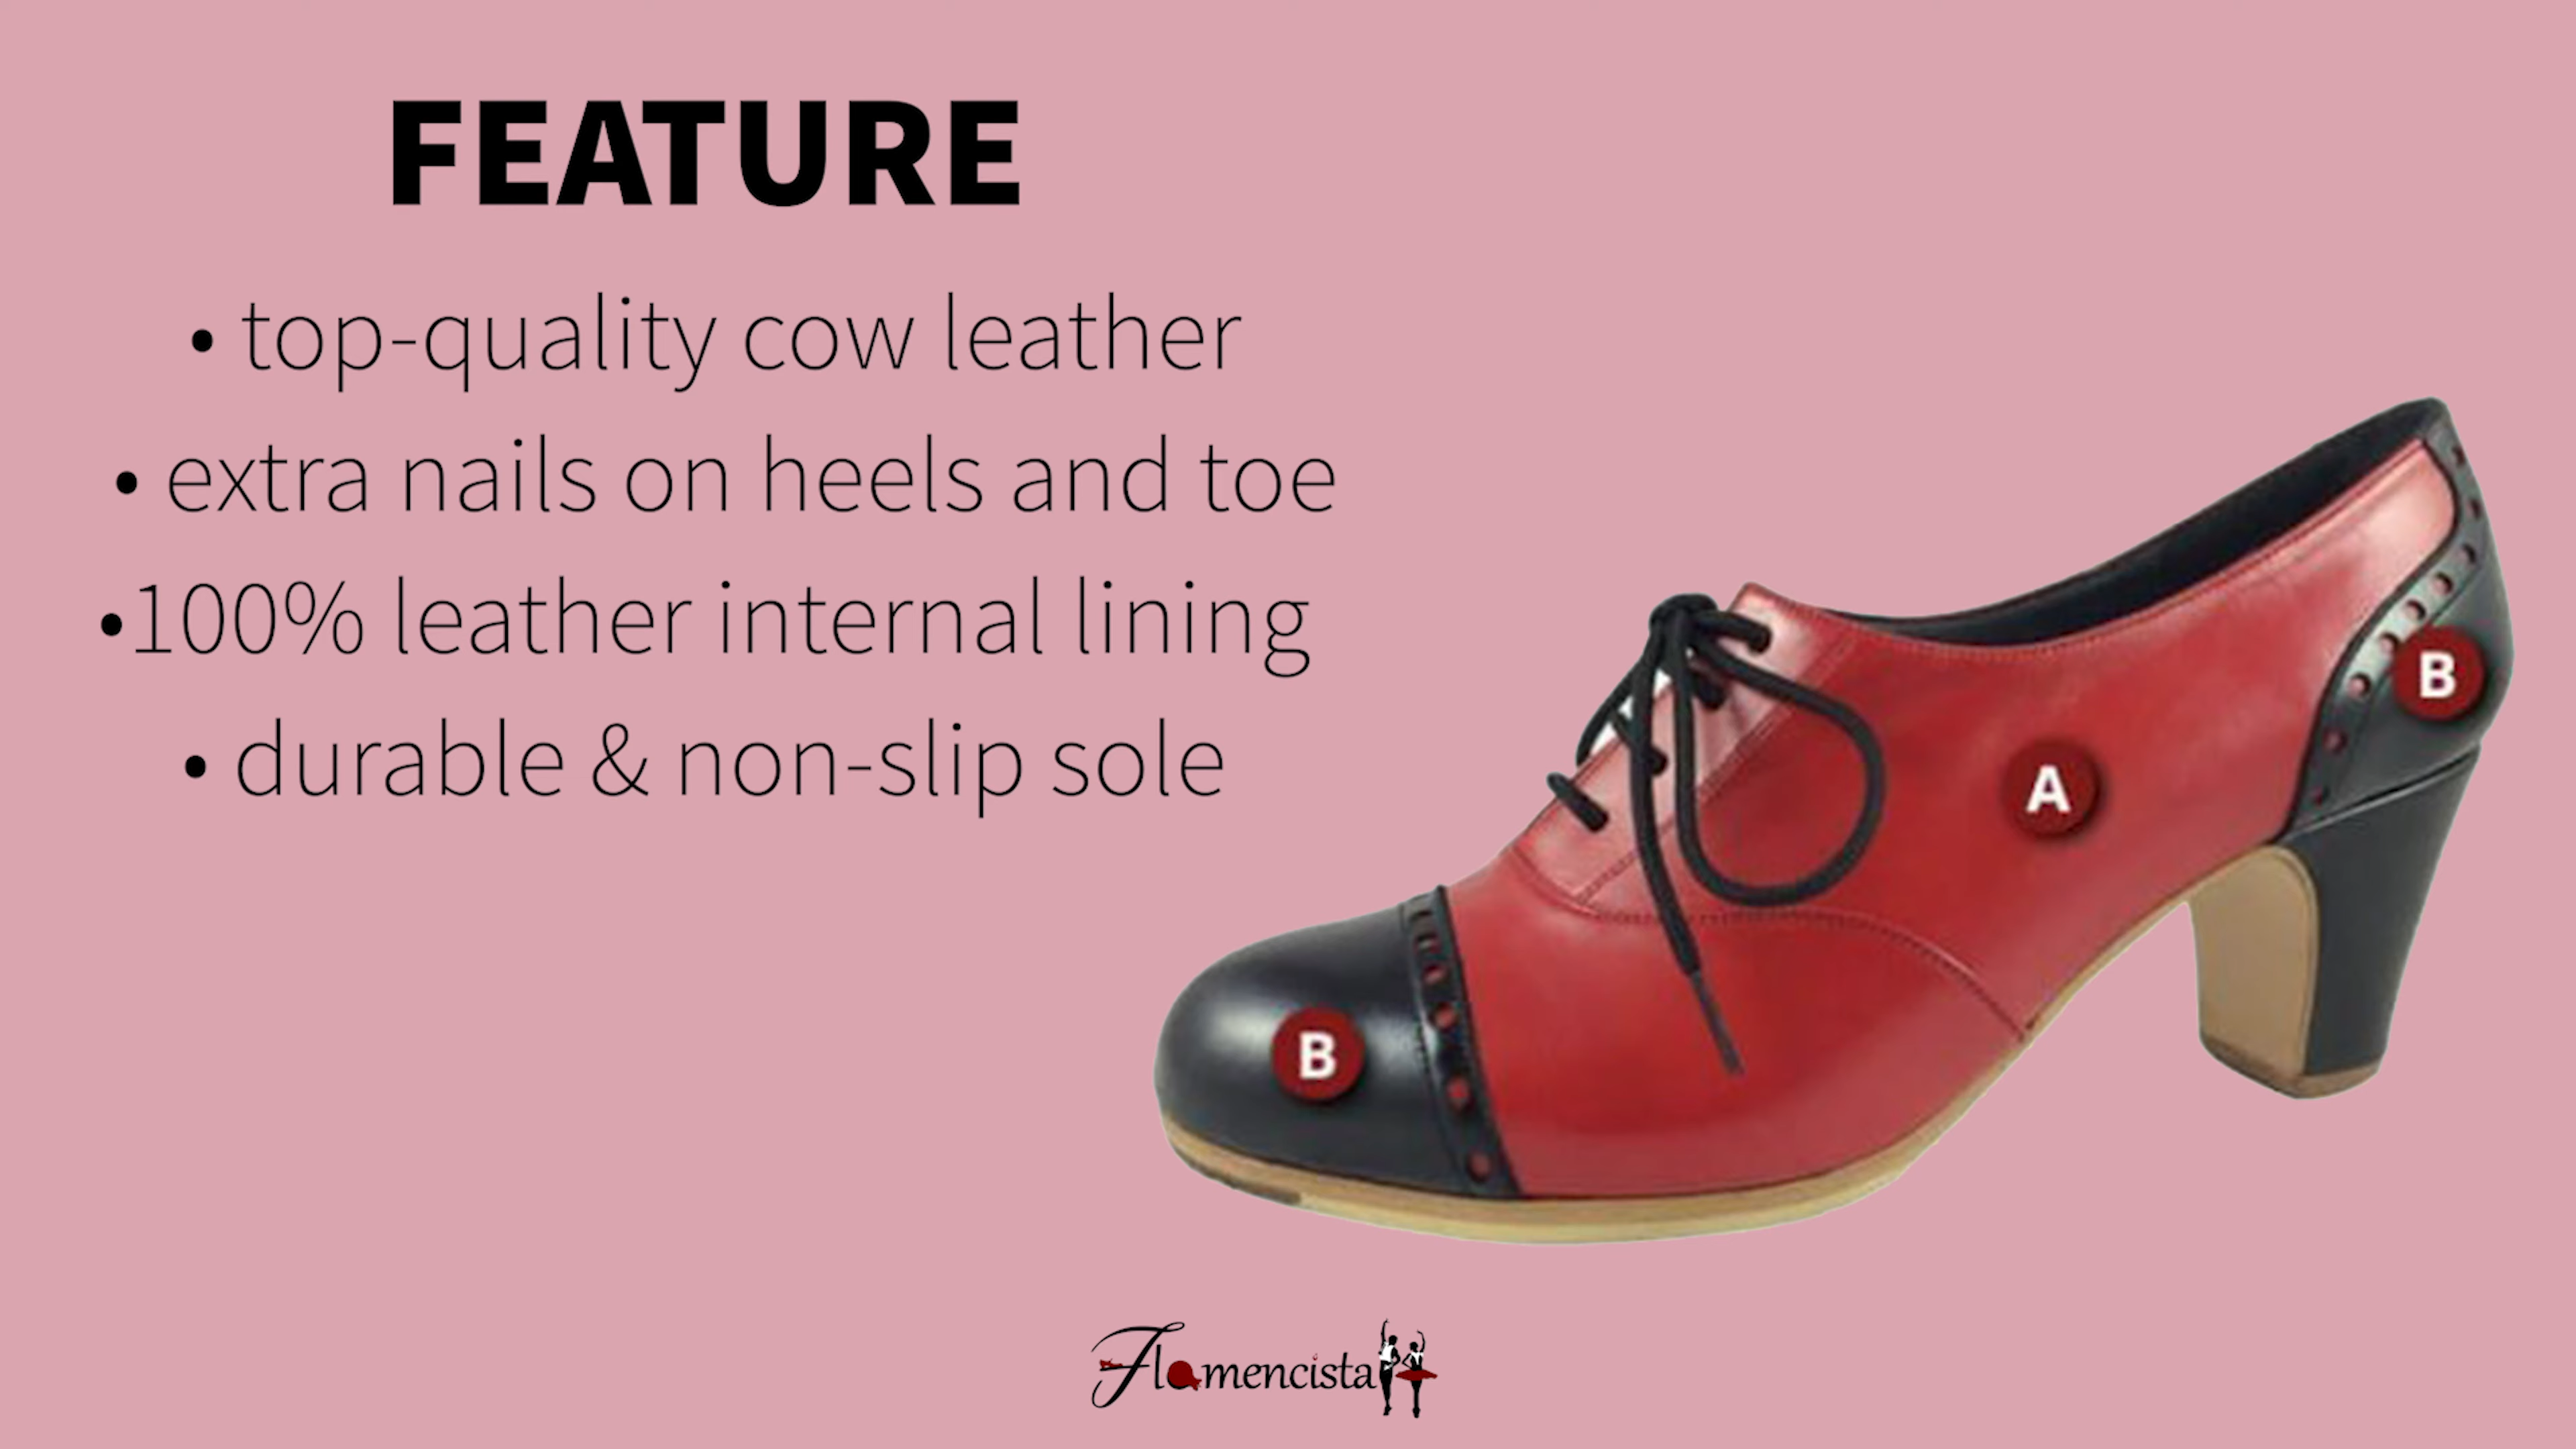 FEATURE
• top-quality cow leather
• extra nails on heels and toe
•100% leather internal lining
• durable & non-slip sole
B
A
B
Flamencista